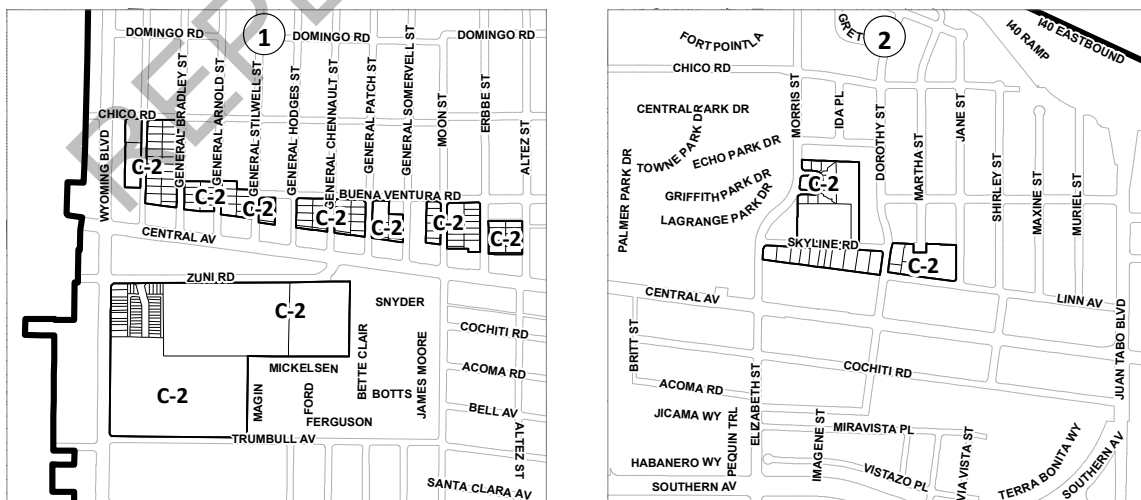 1
DOMINGO RD
DOMINGO RD
DOMINGO RD
GENERAL BRADLEY ST
GENERAL ARNOLD ST
GENERAL STILWELL ST
GENERAL HODGES ST
GENERAL CHENNAULT ST
GENERAL PATCH ST
GENERAL SOMERVELL ST
MOON ST
ERBBE ST
ALTEZ ST
CHICO RD
WYOMING BLVD
C-2
C-2
C-2
C-2
C-2
C-2
C-2
BUENA VENTURA RD
CENTRAL AV
ZUNI RD
C-2
SNYDER
COCHITI RD
C-2
MICKELSEN
MAGIN
FORD
BETTE CLAIR
BOTTS
JAMES MOORE
ACOMA RD
FERGUSON
BELL AV
TRUMBULL AV
ALTEZ ST
SANTA CLARA AV
2
GRET
I40 RAMP
I40 EASTBOUND
FORT POINT LA
CHICO RD
CENTRAL PARK DR
MORRIS ST
IDA PL
DOROTHY ST
JANE ST
TOWNE PARK DR
ECHO PARK DR
MARTHA ST
GRIFFITH PARK DR
LAGRANGE PARK DR
PALMER PARK DR
C-2
SHIRLEY ST
MAXINE ST
MURIEL ST
SKYLINE RD
C-2
CENTRAL AV
LINN AV
BRITT ST
JUAN TABO BLVD
COCHITI RD
ACOMA RD
ELIZABETH ST
JICAMA WY
PEQUIN TRL
IMAGENE ST
MIRAVISTA PL
HABANERO WY
VISTAZO PL
IA VISTA ST
TERRA BONITA WY
SOUTHERN AV
SOUTHERN AV